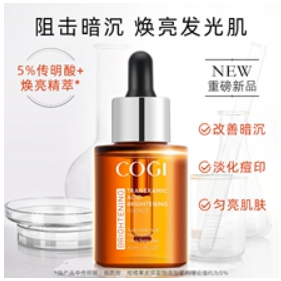 阻击暗沉 焕亮发光肌
5%传明酸+
焕亮精萃*
NEW
重磅新品
改善暗沉
淡化痘印
匀亮肌肤
COGI
BRIGHTENING
TRANEXAMIC
ACID
BRIGHTENING
ESSENCE